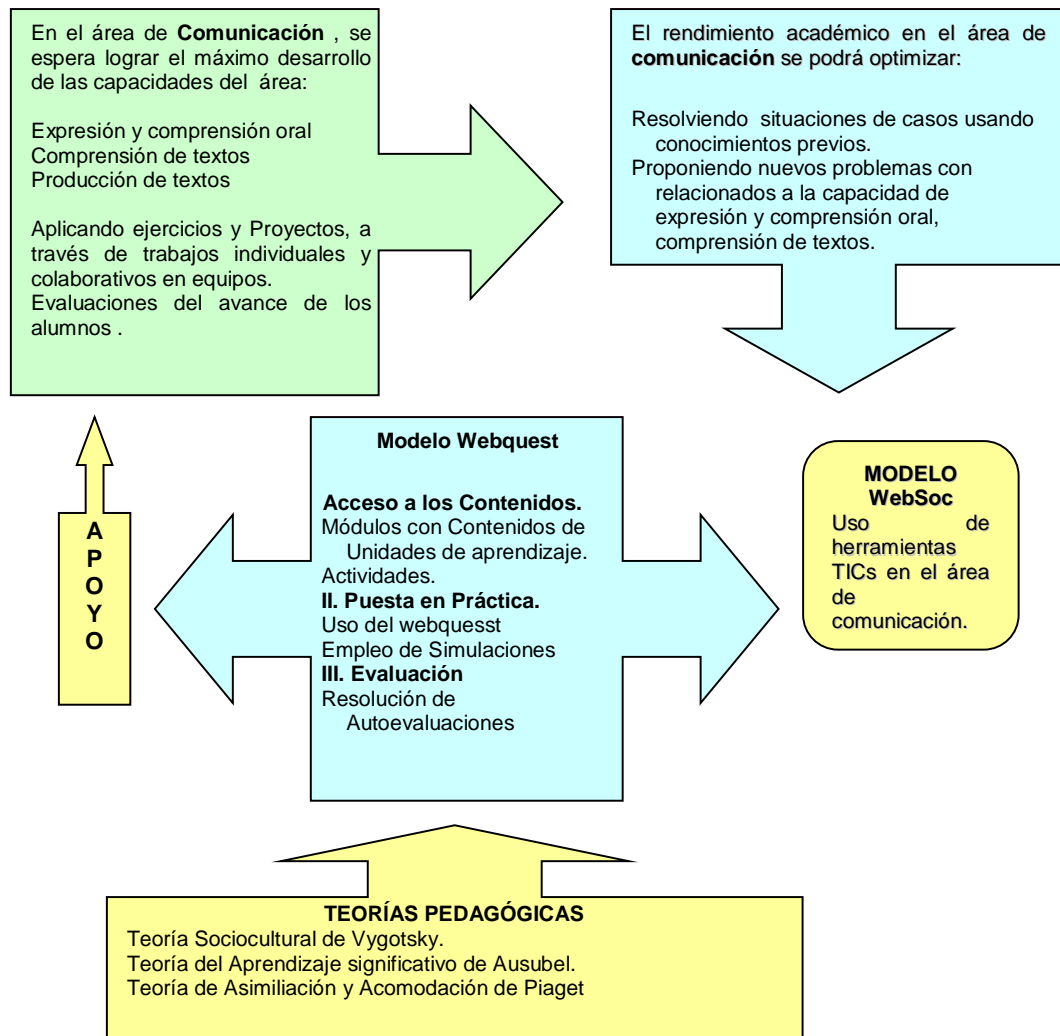 En el área de Comunicación , se
espera lograr el máximo desarrollo
de las capacidades del área:
Expresión y comprensión oral
Comprensión de textos
Producción de textos
Aplicando ejercicios y Proyectos, a
través de trabajos individuales y
colaborativos en equipos.
Evaluaciones del avance de los
alumnos .
El rendimiento académico en el área de
comunicación se podrá optimizar:
Resolviendo situaciones de casos usando
conocimientos previos.
Proponiendo nuevos problemas con
relacionados a la capacidad de
expresión y comprensión oral,
comprensión de textos.
A
P
O
Y
O
Modelo Webquest
Acceso a los Contenidos.
Módulos con Contenidos de
Unidades de aprendizaje.
Actividades.
II. Puesta en Práctica.
Uso del webquesst
Empleo de Simulaciones
III. Evaluación
Resolución de
Autoevaluaciones
MODELO
WebSoc
Uso de
herramientas
TICs en el área
de
comunicación.
TEORÍAS PEDAGÓGICAS
Teoría Sociocultural de Vygotsky.
Teoría del Aprendizaje significativo de Ausubel.
Teoría de Asimiliación y Acomodación de Piaget